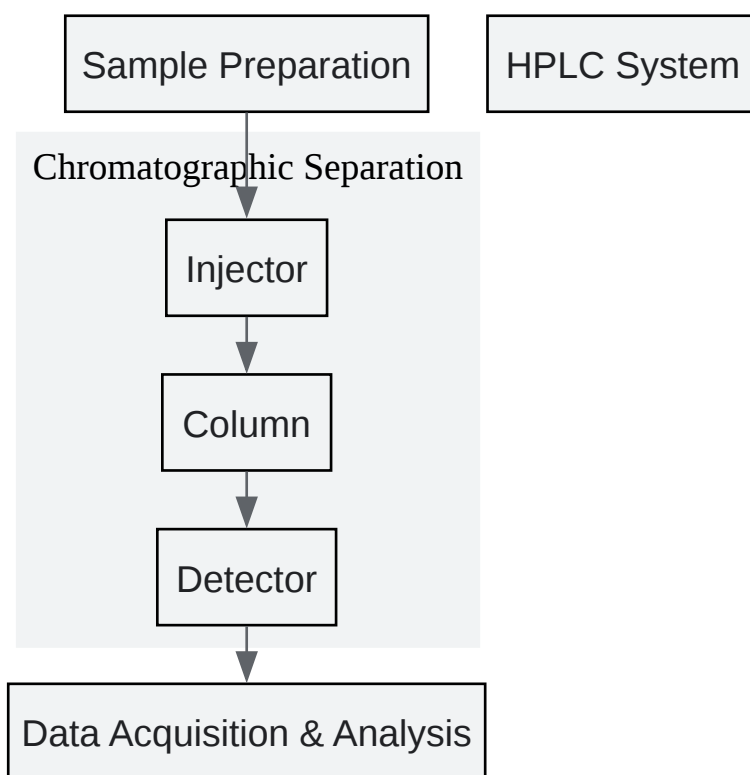 Sample Preparation
HPLC System
Chromatographic Separation
Injector
Column
Detector
Data Acquisition & Analysis